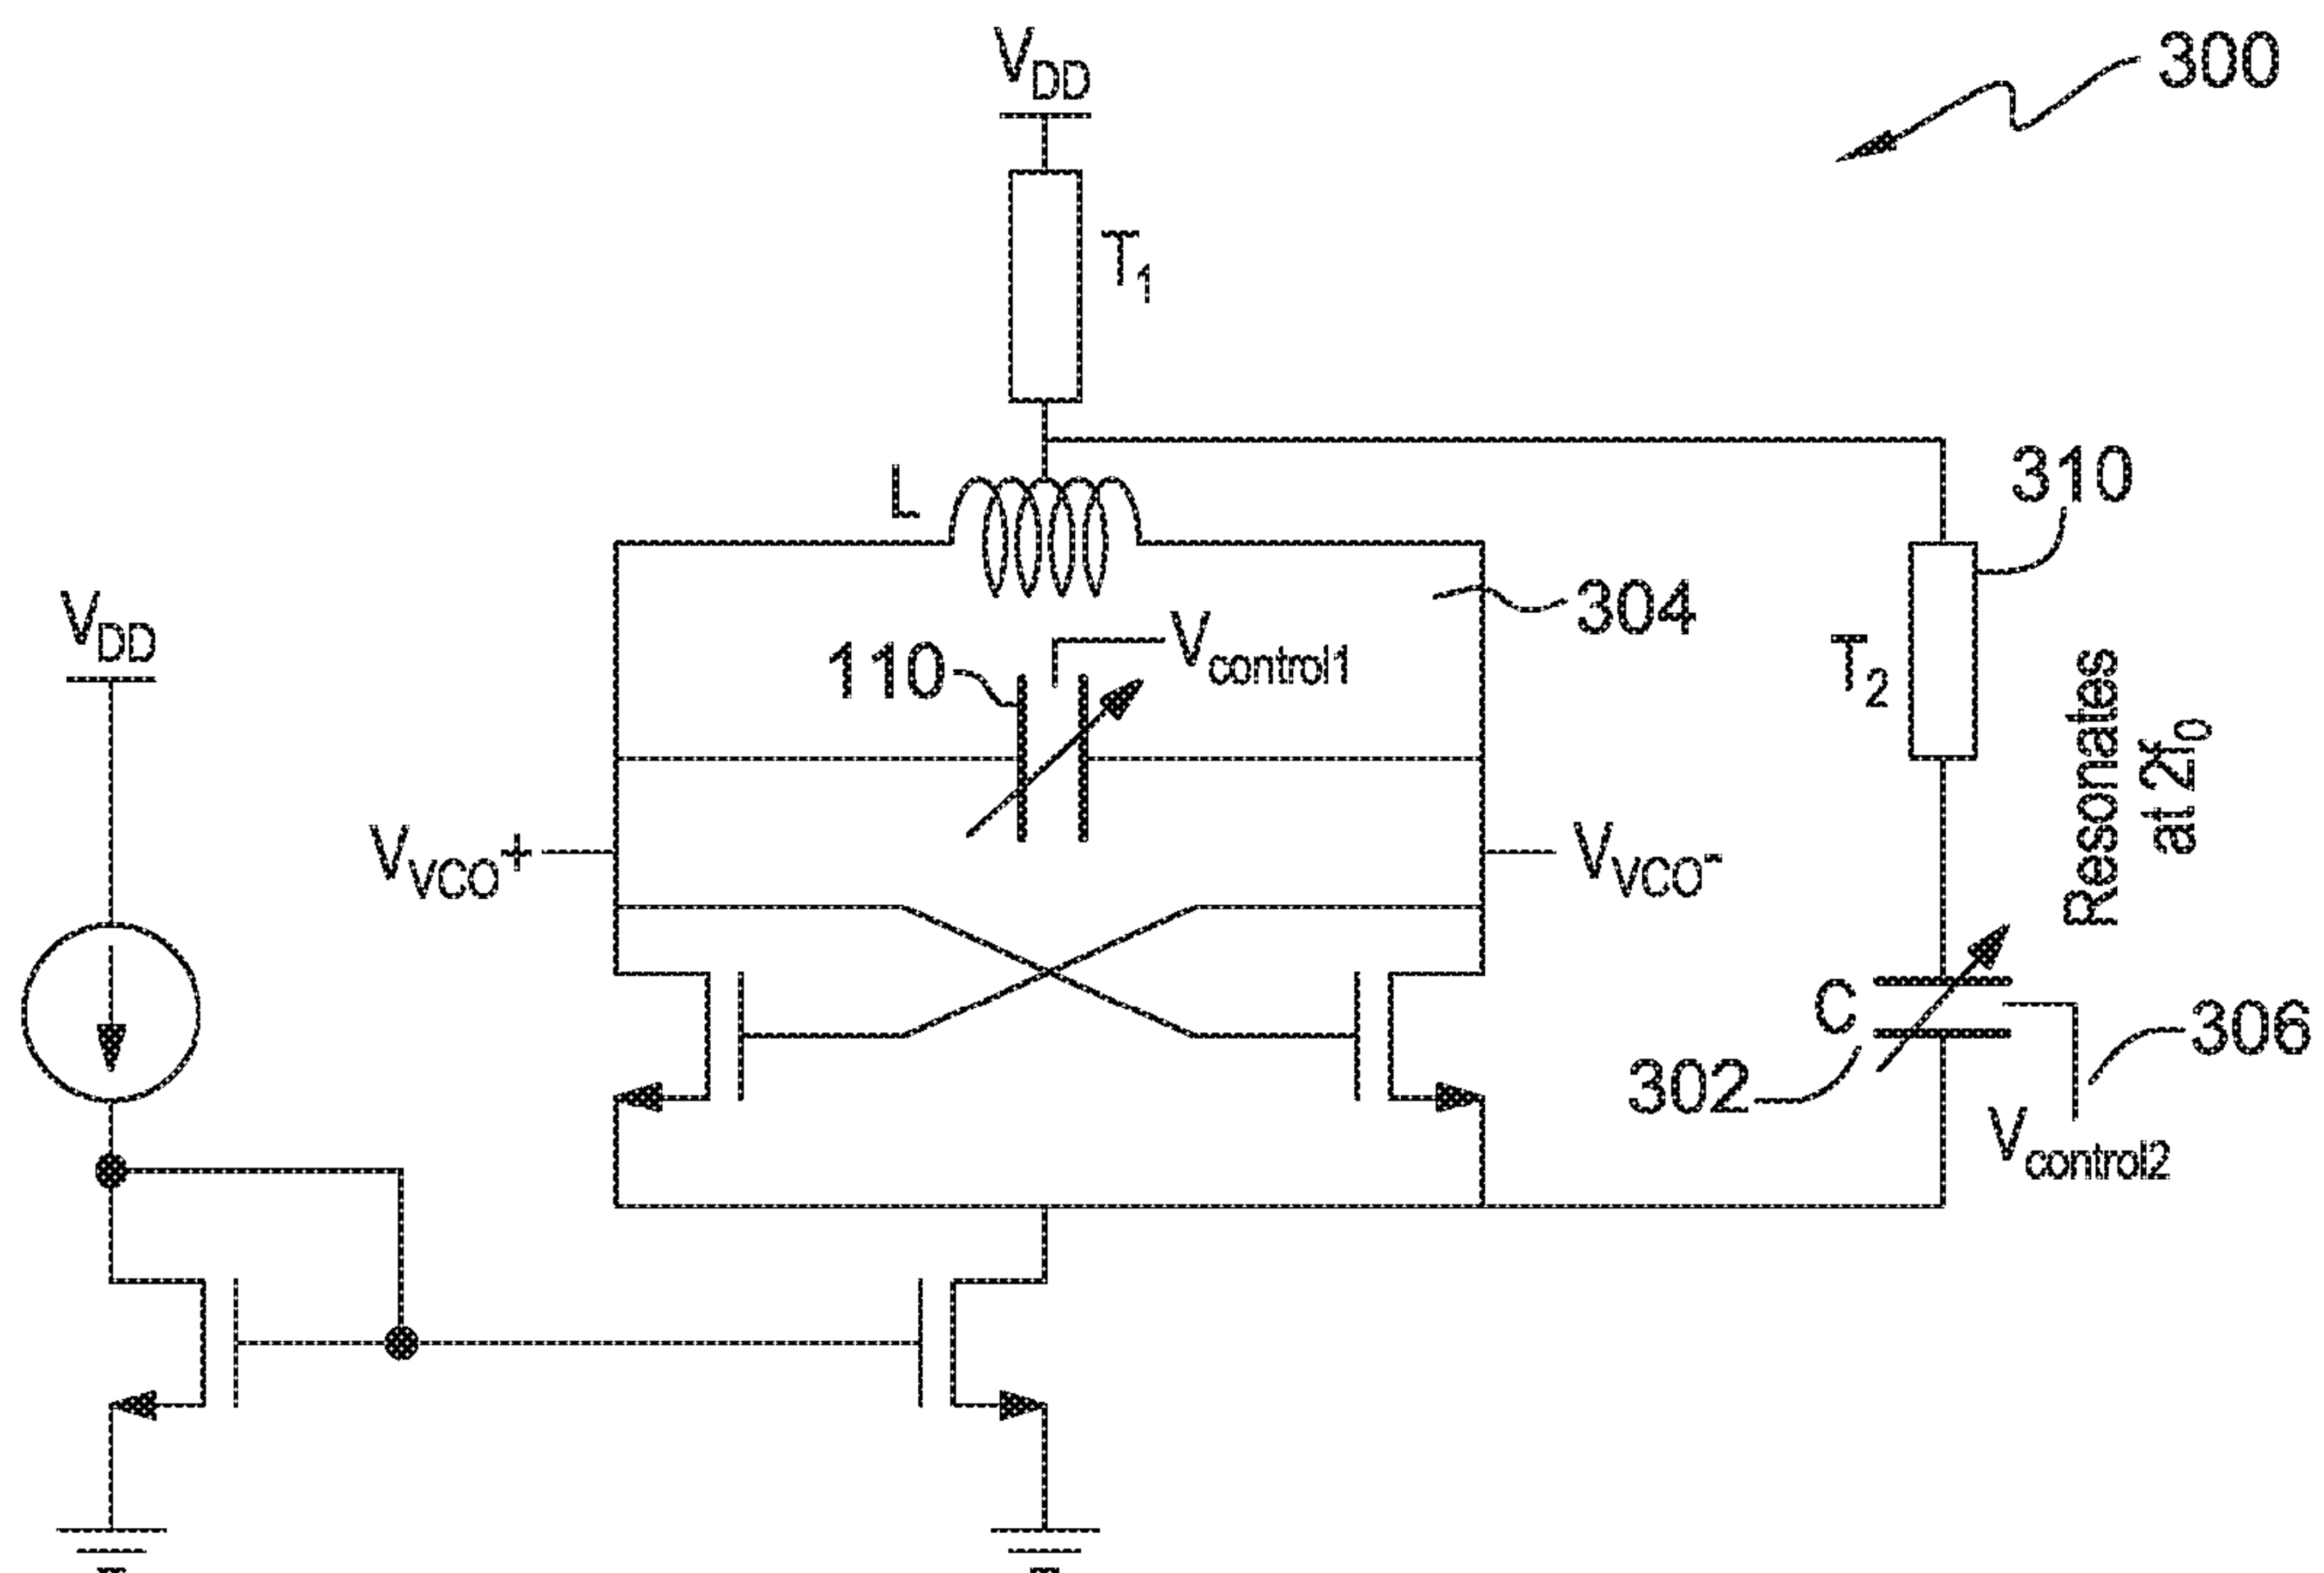 VDD
300
T1
310
L
304
VDD
Vcontrol1
110
T2
Resonates
at 2f0
VVCO+
VVCO-
C
306
302
Vcontrol2